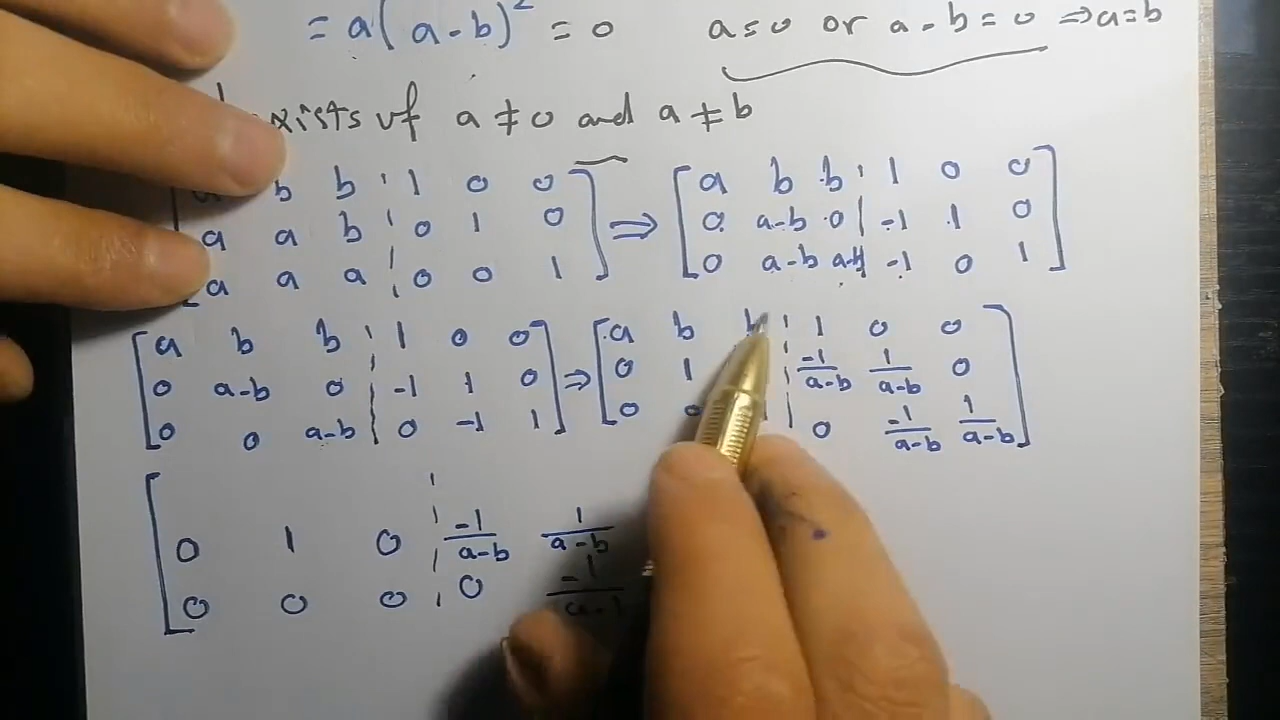 = a(a-b)² = 0 a=0 or a-b=0 ⇒a=b
exists if a≠0 and a≠b
b b ¦ 1 0 0 ⇒ a b b ¦ 1 0 0
a a b ¦ 0 1 0 0 a-b 0 | -1 1 0
a a a ¦ 0 0 1 0 a-b a-b | -1 0 1
a b b ¦ 1 0 0 ⇒ a b b ¦ 1 0 0
0 a-b 0 ¦ -1 1 0 0 1 ¦ -1/a-b 1/a-b 0
0 0 a-b ¦ 0 -1 1 0 0 ¦ 0 -1/a-b 1/a-b
0 1 0 ¦ -1/a-b 1/a-b
0 0 0 ¦ 0 -1